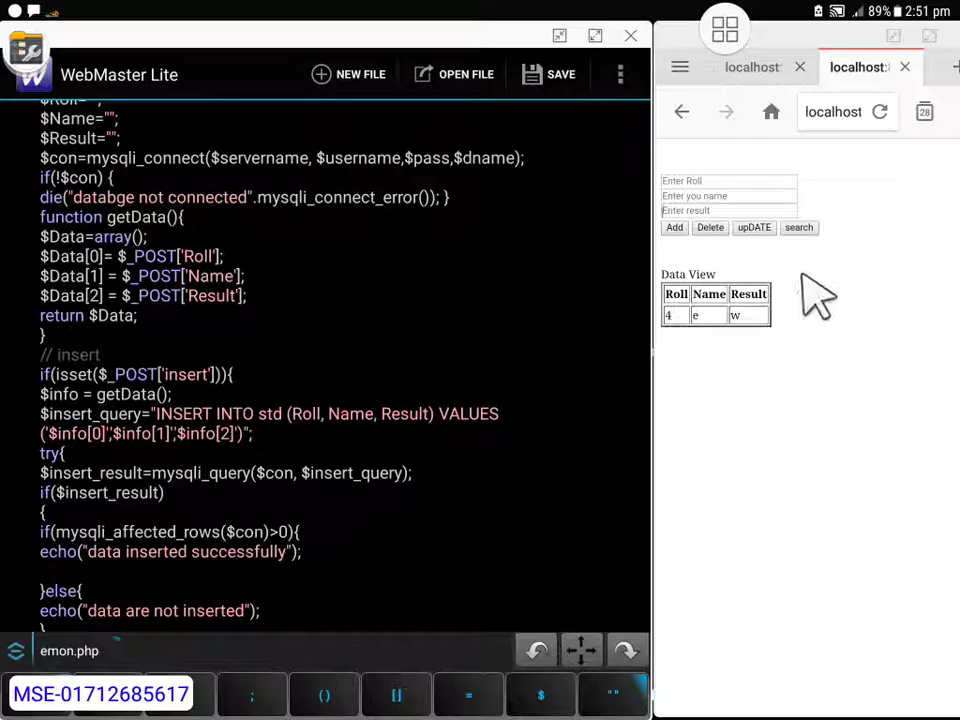 89% 2:51 pm
WebMaster Lite
NEW FILE
OPEN FILE
SAVE
$Name="";
$Result="";
$con=mysqli_connect($servername, $username,$pass,$dname);
if(!$con) {
die("databge not connected".mysqli_connect_error()); }
function getData(){
$Data=array();
$Data[0]= $_POST['Roll'];
$Data[1] = $_POST['Name'];
$Data[2] = $_POST['Result'];
return $Data;
}
// insert
if(isset($_POST['insert'])){
$info = getData();
$insert_query="INSERT INTO std (Roll, Name, Result) VALUES
('$info[0]','$info[1]','$info[2]')";
try{
$insert_result=mysqli_query($con, $insert_query);
if($insert_result)
{
if(mysqli_affected_rows($con)>0){
echo("data inserted successfully");
}else{
echo("data are not inserted");
}
emon.php
MSE-01712685617
; () [] = $ ""
localhost:
localhost:
localhost
28
Enter Roll
Enter you name
Enter result
Add Delete upDATE search
Data View
Roll Name Result
4 e w